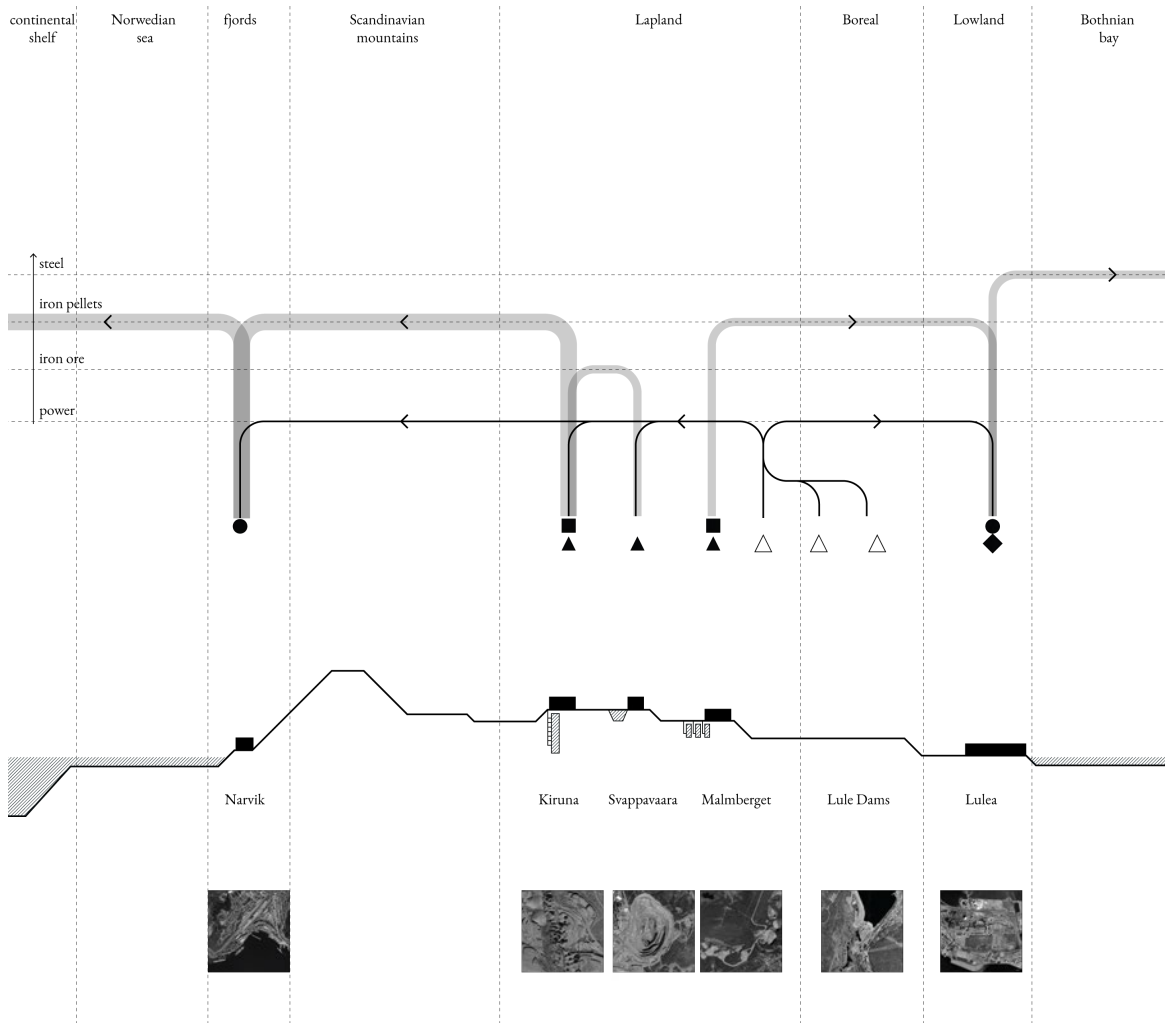 continental
shelf
Norwedian
sea
fjords
Scandinavian
mountains
Lapland
Boreal
Lowland
Bothnian
bay
steel
iron pellets
iron ore
power
Narvik
Kiruna
Svappavaara
Malmberget
Lule Dams
Lulea